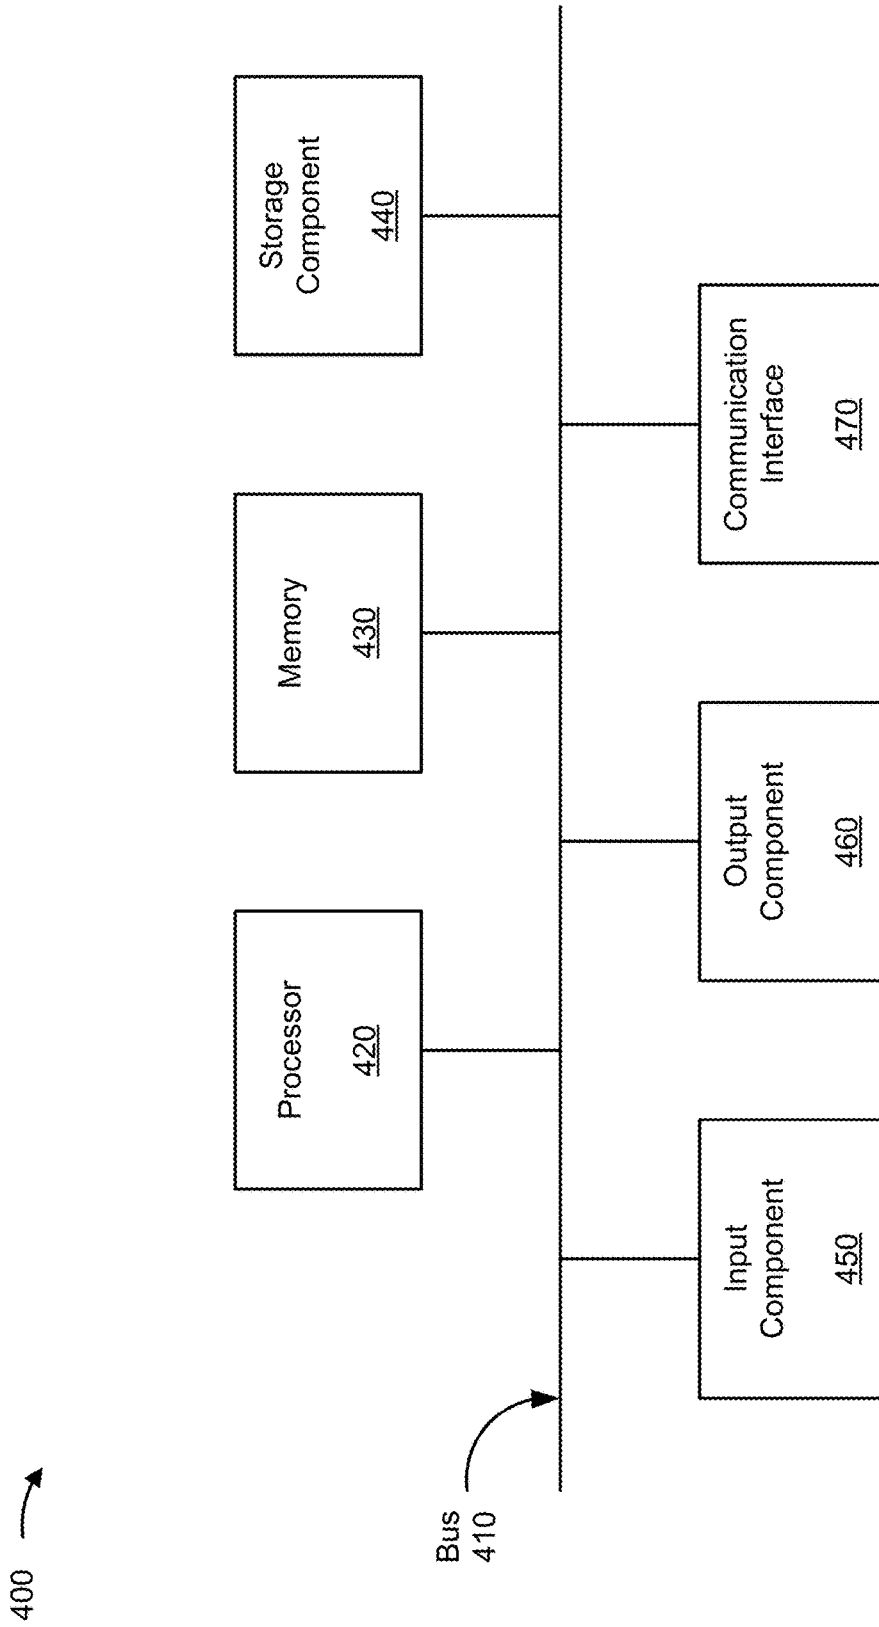 400
Bus
410
Processor
420
Memory
430
Storage
Component
440
Input
Component
450
Output
Component
460
Communication
Interface
470